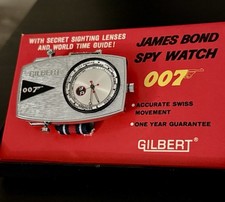 WITH SECRET SIGHTING LENSES
AND WORLD TIME GUIDE!
JAMES BOND
SPY WATCH
007
• ACCURATE SWISS
MOVEMENT
• ONE YEAR GUARANTEE
GILBERT®
GILBERT
007